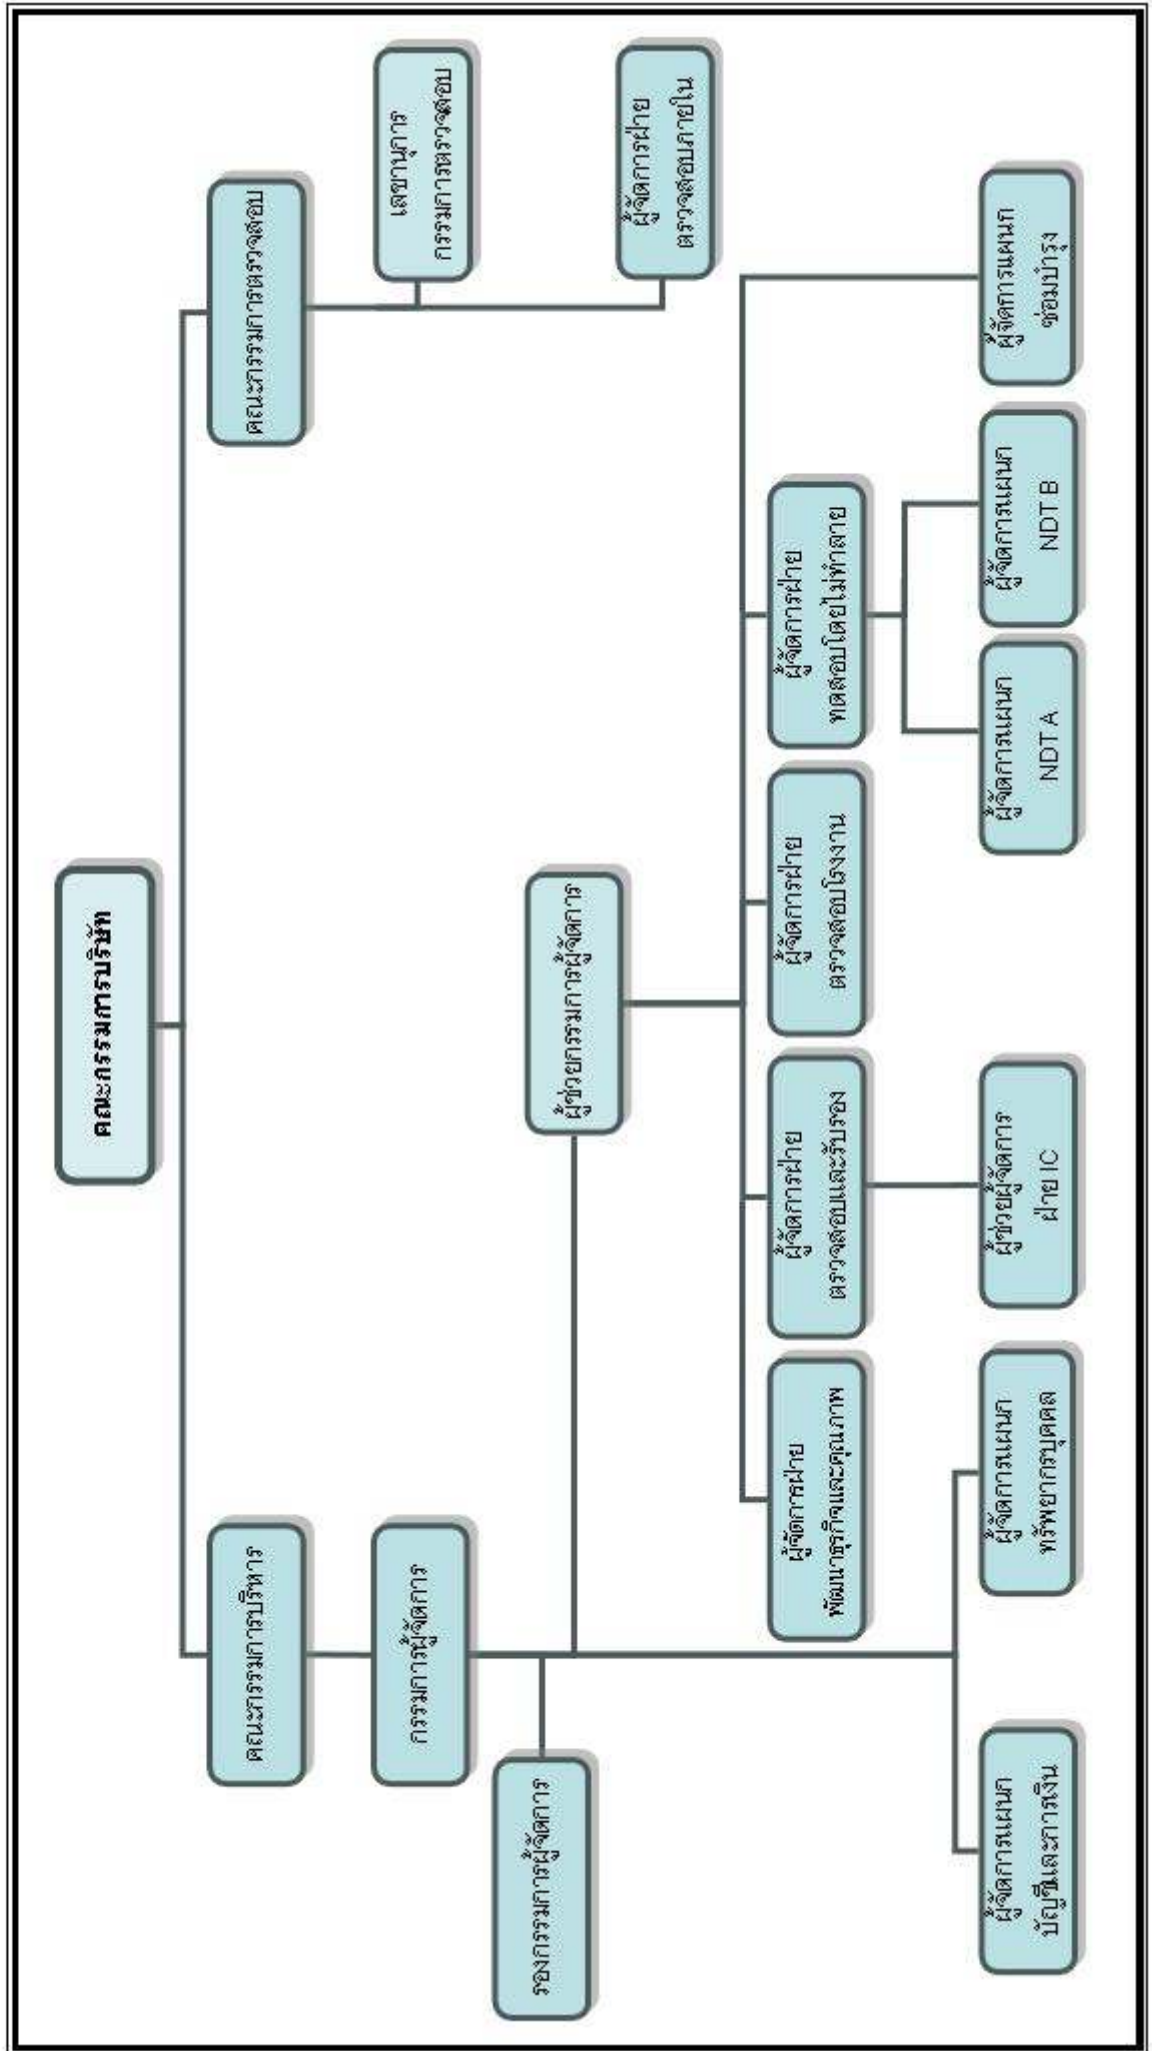 คณะกรรมการบริษัท
คณะกรรมการบริหาร
คณะกรรมการตรวจสอบ
กรรมการผู้จัดการ
เลขานุการ
กรรมการตรวจสอบ
รองกรรมการผู้จัดการ
ผู้ช่วยกรรมการผู้จัดการ
ผู้จัดการฝ่าย
ตรวจสอบภายใน
ผู้จัดการฝ่าย
พัฒนาธุรกิจและคุณภาพ
ผู้จัดการฝ่าย
ตรวจสอบและรับรอง
ผู้จัดการฝ่าย
ตรวจสอบโรงงาน
ผู้จัดการฝ่าย
ทดสอบโดยไม่ทำลาย
ผู้จัดการแผนก
บัญชีและการเงิน
ผู้จัดการแผนก
ทรัพยากรบุคคล
ผู้ช่วยผู้จัดการ
ฝ่าย IC
ผู้จัดการแผนก
NDT A
ผู้จัดการแผนก
NDT B
ผู้จัดการแผนก
ซ่อมบำรุง